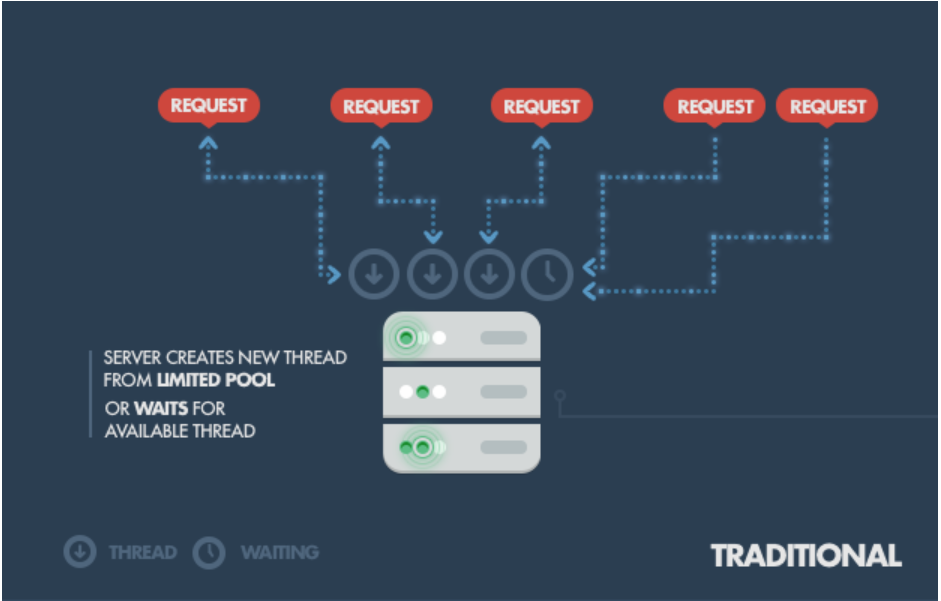 REQUEST
REQUEST
REQUEST
REQUEST
REQUEST
SERVER CREATES NEW THREAD
FROM LIMITED POOL
OR WAITS FOR
AVAILABLE THREAD
THREAD
WAITING
TRADITIONAL